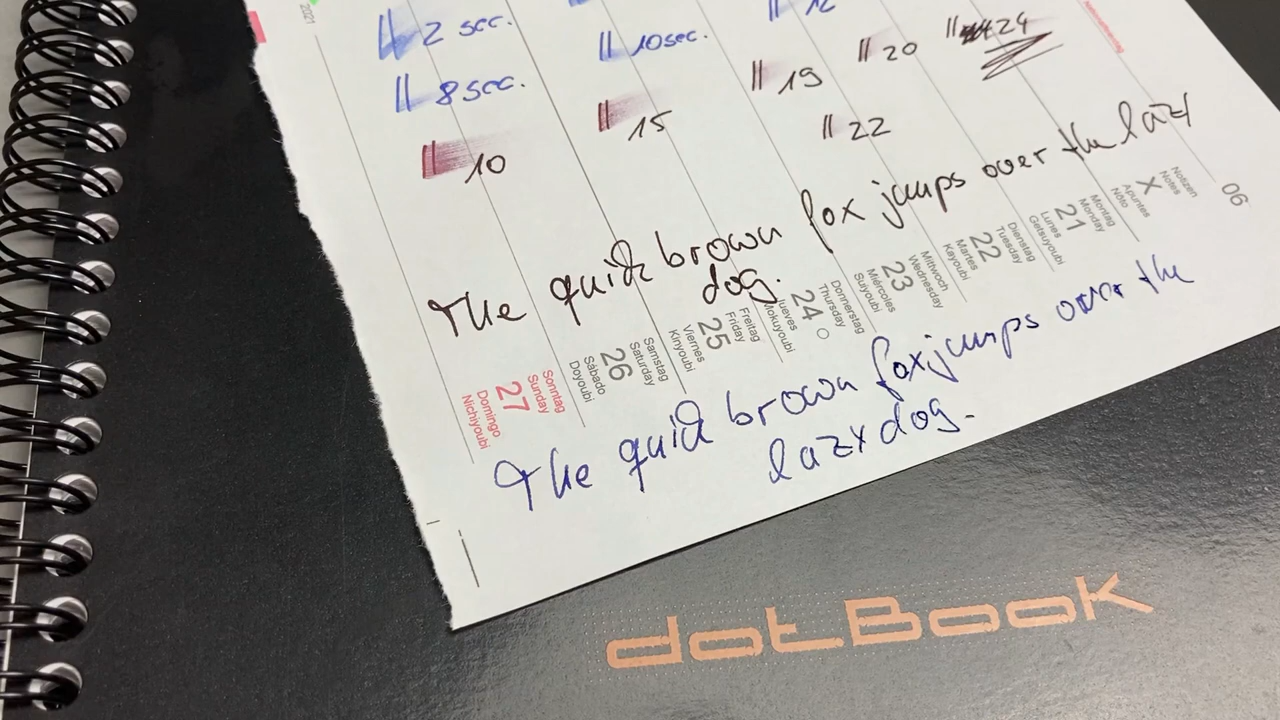 2021
2 sec.
10sec.
12
8 sec.
19
20
24
10
15
22
The quick brown fox jumps over the lazy
dog.
06
Notizen
Notes
X
Apuntes
Nōto
Montag
Monday
21
Lunes
Getsuyoubi
Dienstag
Tuesday
22
Martes
Kayoubi
Mittwoch
Wednesday
23
Miércoles
Suiyoubi
Donnerstag
Thursday
24
Jueves
Mokuyoubi
Freitag
Friday
25
Viernes
Kinyoubi
Samstag
Saturday
26
Sábado
Doyoubi
Sonntag
Sunday
27
Domingo
Nichiyoubi
The quick brown fox jumps over the
lazy dog.
dotBook